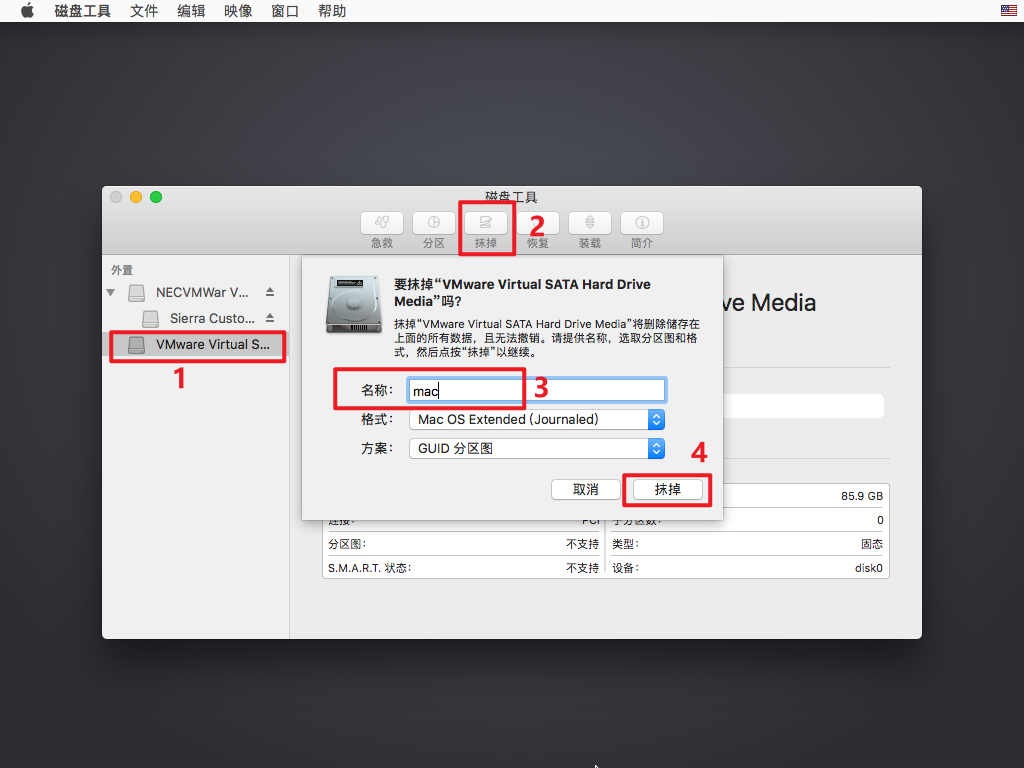 磁盘工具 文件 编辑 映像 窗口 帮助
磁盘工具
急救 分区 抹掉 2 恢复 装载 简介
外置
NECVMWar V...
Sierra Custo...
VMware Virtual S...
1
要抹掉“VMware Virtual SATA Hard Drive
Media”吗?
抹掉“VMware Virtual SATA Hard Drive Media”将删除储存在
上面的所有数据，且无法撤销。请提供名称，选取分区图和格
式，然后点按“抹掉”以继续。
ve Media
名称: mac 3
格式: Mac OS Extended (Journaled)
方案: GUID 分区图
4
取消 抹掉
85.9 GB
连接: PCI 子分区数: 0
分区图: 不支持 类型: 固态
S.M.A.R.T. 状态: 不支持 设备: disk0